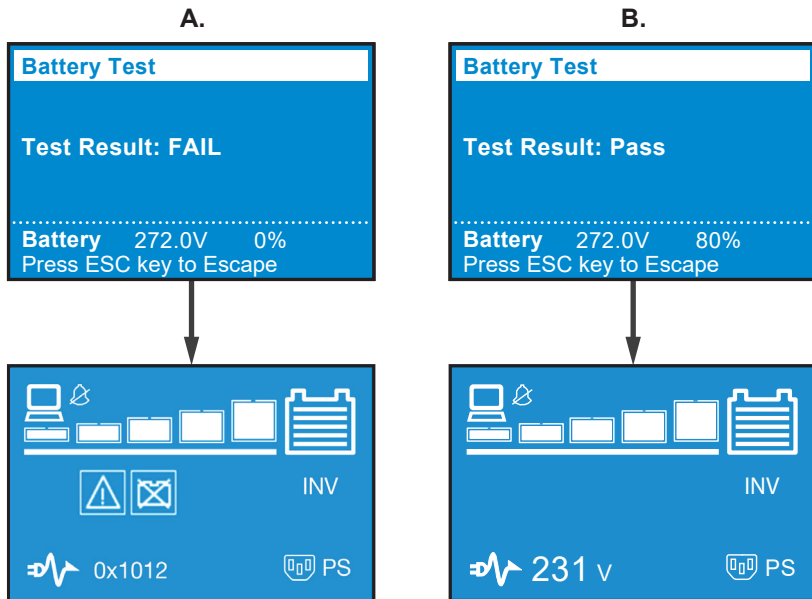 A.
Battery Test
Test Result: FAIL
Battery 272.0V 0%
Press ESC key to Escape
INV
0x1012 PS
B.
Battery Test
Test Result: Pass
Battery 272.0V 80%
Press ESC key to Escape
INV
231 V PS